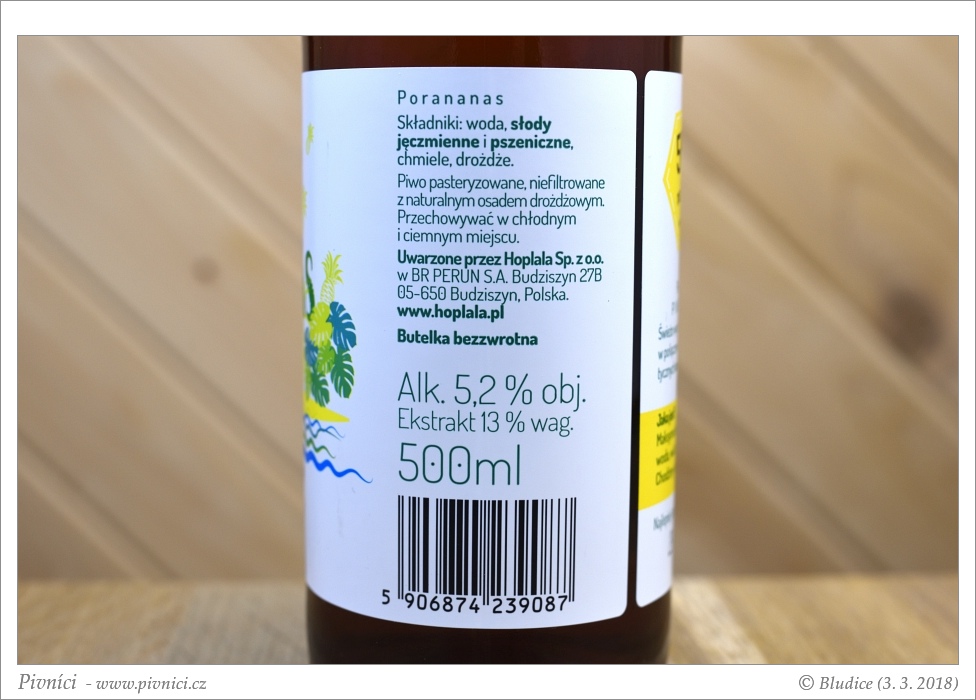 Porananas
Składniki: woda, słody
jęczmienne i pszeniczne,
chmiele, drożdże.
Piwo pasteryzowane, niefiltrowane
z naturalnym osadem drożdżowym.
Przechowywać w chłodnym
i ciemnym miejscu.
Uwarzone przez Hoplala Sp. z o.o.
w BR PERUN S.A. Budziszyn 27B
05-650 Budziszyn, Polska.
www.hoplala.pl
Butelka bezzwrotna
Alk. 5,2 % obj.
Ekstrakt 13 % wag.
500ml
5 906874 239087
Pivníci - www.pivnici.cz
© Bludice (3. 3. 2018)